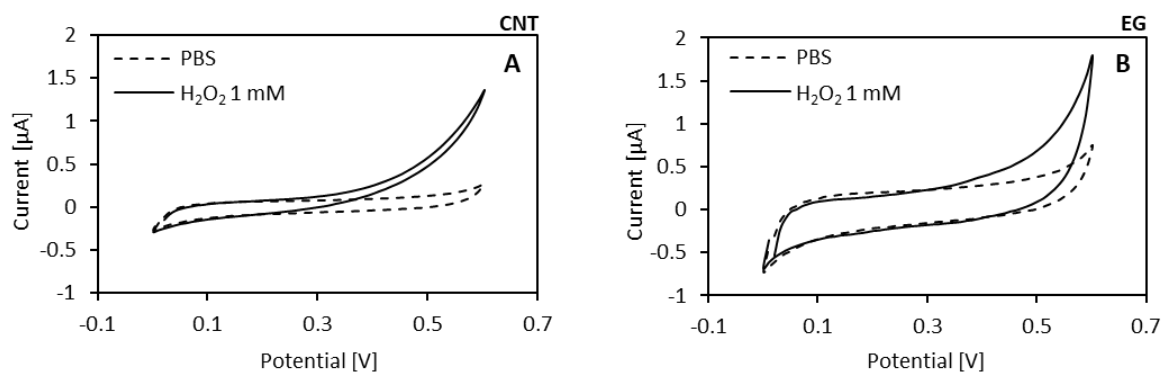 CNT
A
PBS
H₂O₂ 1 mM
2
1.5
1
0.5
0
-0.5
-1
Current [µA]
-0.1 0.1 0.3 0.5 0.7
Potential [V]
EG
B
PBS
H₂O₂ 1 mM
2
1.5
1
0.5
0
-0.5
-1
Current [µA]
-0.1 0.1 0.3 0.5 0.7
Potential [V]